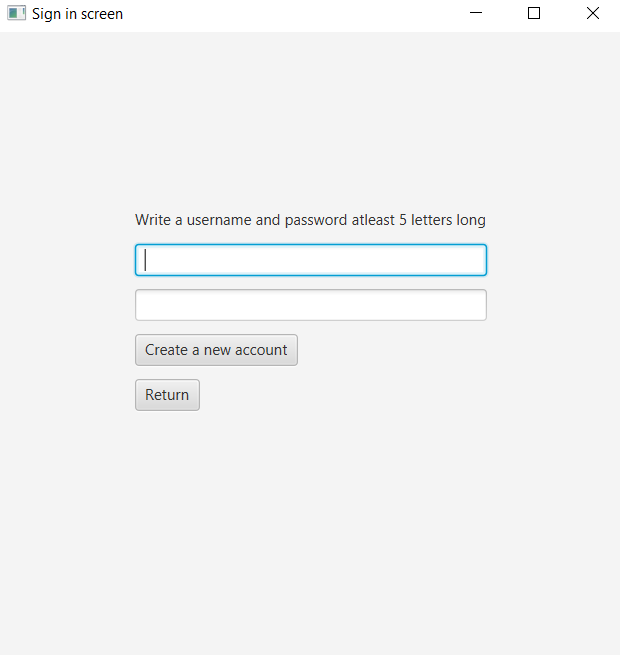 Sign in screen
Write a username and password atleast 5 letters long
Create a new account
Return